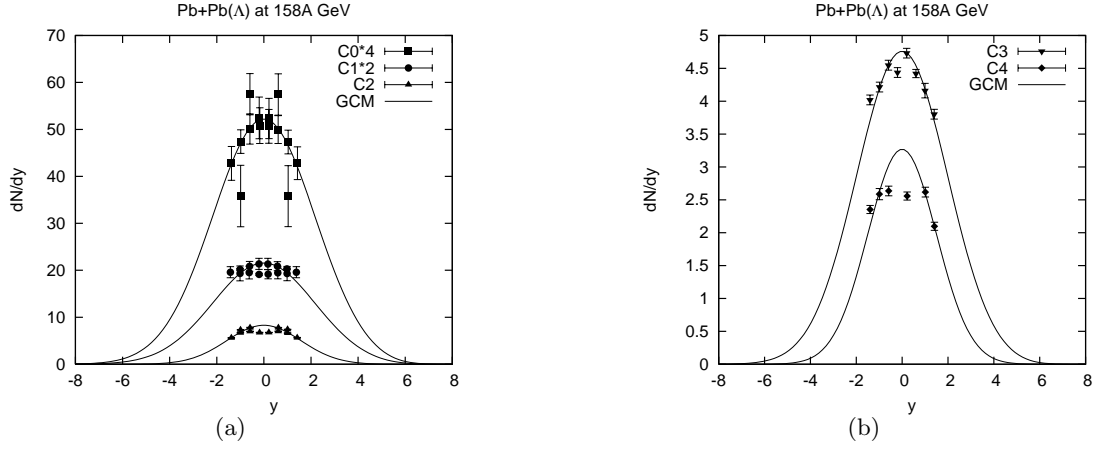 Pb+Pb(Λ) at 158A GeV
70
60
50
40
30
20
10
0
-8 -6 -4 -2 0 2 4 6 8
dN/dy
y
C0*4
C1*2
C2
GCM
(a)
Pb+Pb(Λ) at 158A GeV
5
4.5
4
3.5
3
2.5
2
1.5
1
0.5
0
-8 -6 -4 -2 0 2 4 6 8
dN/dy
y
C3
C4
GCM
(b)